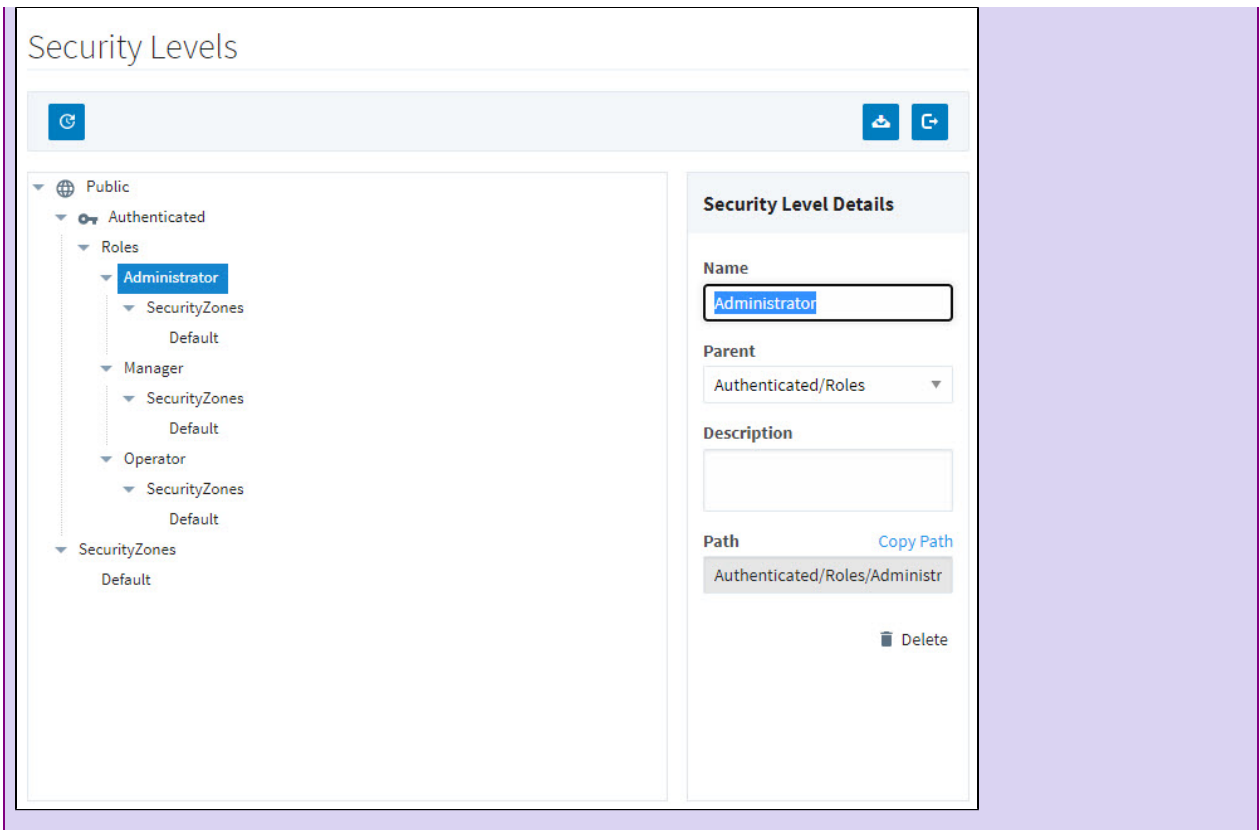 Security Levels
Public
Authenticated
Roles
Administrator
SecurityZones
Default
Manager
SecurityZones
Default
Operator
SecurityZones
Default
SecurityZones
Default
Security Level Details
Name
Administrator
Parent
Authenticated/Roles
Description
Path Copy Path
Authenticated/Roles/Administr
Delete